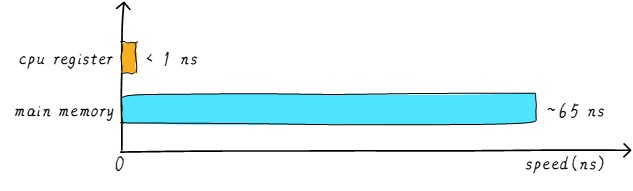 cpu register < 1 ns
main memory ~65 ns
0 speed(ns)